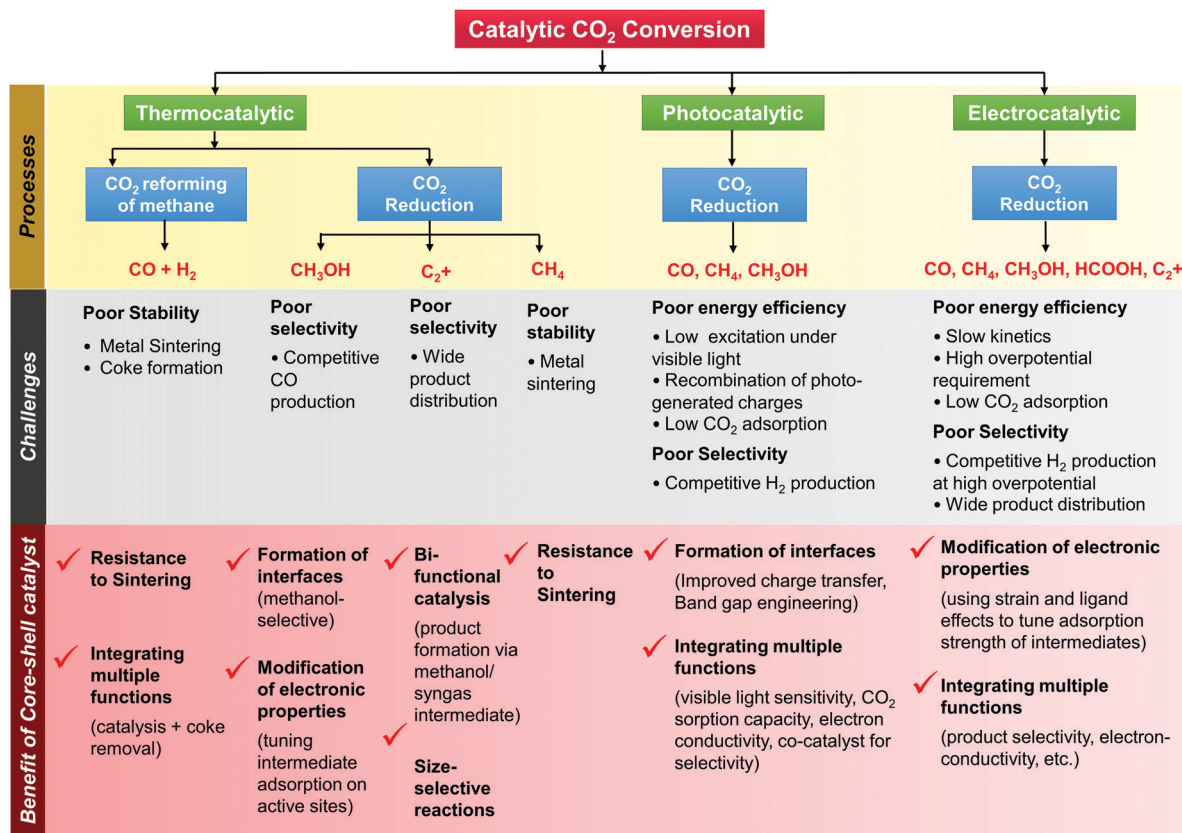 Catalytic CO₂ Conversion
Processes
Thermocatalytic
Photocatalytic
Electrocatalytic
CO₂ reforming
of methane
CO₂
Reduction
CO₂
Reduction
CO₂
Reduction
CO + H₂
CH₃OH
C₂+
CH₄
CO, CH₄, CH₃OH
CO, CH₄, CH₃OH, HCOOH, C₂+
Challenges
Poor Stability
• Metal Sintering
• Coke formation
Poor
selectivity
• Competitive
CO
production
Poor
selectivity
• Wide
product
distribution
Poor
stability
• Metal
sintering
Poor energy efficiency
• Low excitation under
visible light
• Recombination of photo-
generated charges
• Low CO₂ adsorption
Poor Selectivity
• Competitive H₂ production
Poor energy efficiency
• Slow kinetics
• High overpotential
requirement
• Low CO₂ adsorption
Poor Selectivity
• Competitive H₂ production
at high overpotential
• Wide product distribution
Benefit of Core-shell catalyst
✓ Resistance
to Sintering
✓ Integrating
multiple
functions
(catalysis + coke
removal)
✓ Formation of
interfaces
(methanol-
selective)
✓ Modification
of electronic
properties
(tuning
intermediate
adsorption on
active sites)
✓ Bi-
functional
catalysis
(product
formation via
methanol/
syngas
intermediate)
✓ Size-
selective
reactions
✓ Resistance
to
Sintering
✓ Formation of interfaces
(Improved charge transfer,
Band gap engineering)
✓ Integrating multiple
functions
(visible light sensitivity, CO₂
sorption capacity, electron
conductivity, co-catalyst for
selectivity)
✓ Modification of electronic
properties
(using strain and ligand
effects to tune adsorption
strength of intermediates)
✓ Integrating multiple
functions
(product selectivity, electron-
conductivity, etc.)